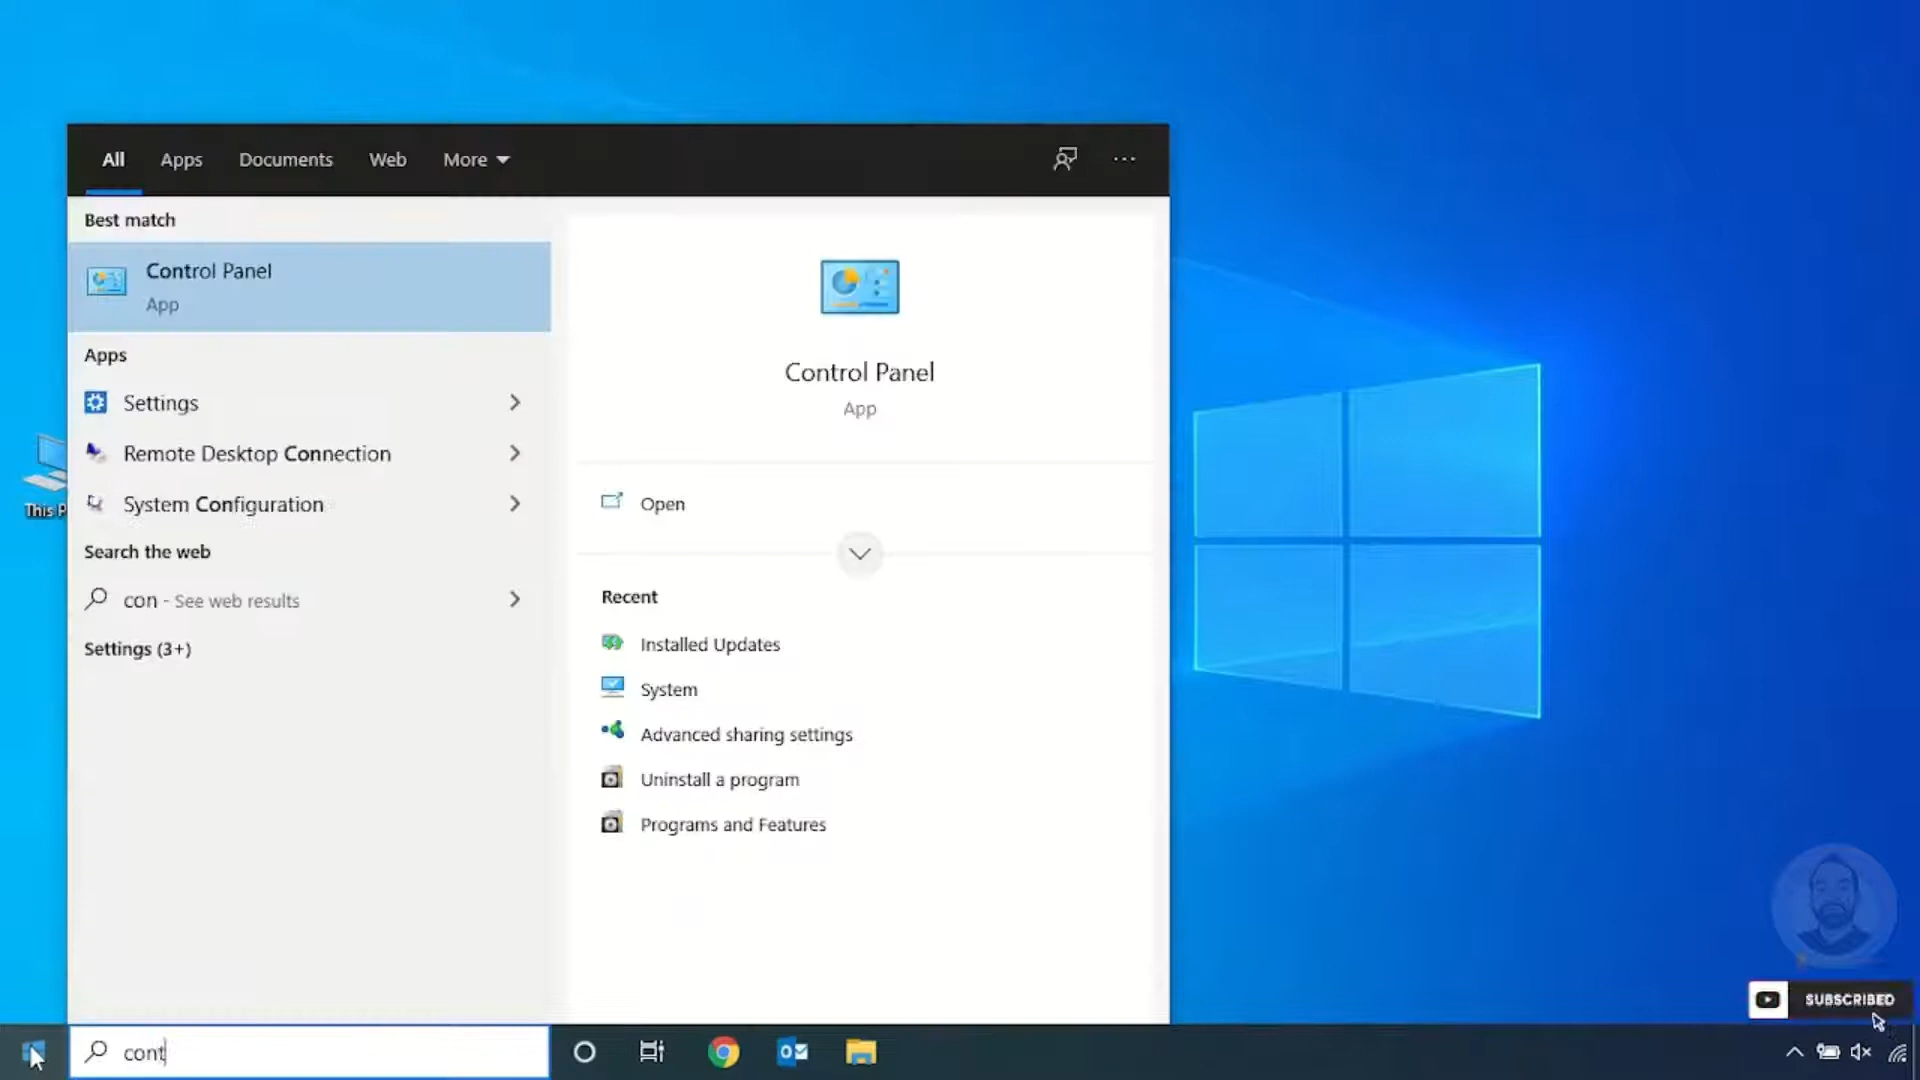 All Apps Documents Web More
Best match
Control Panel
App
Apps
Settings
Remote Desktop Connection
System Configuration
Search the web
con - See web results
Settings (3+)
Control Panel
App
Open
Recent
Installed Updates
System
Advanced sharing settings
Uninstall a program
Programs and Features
This P
SUBSCRIBED
cont